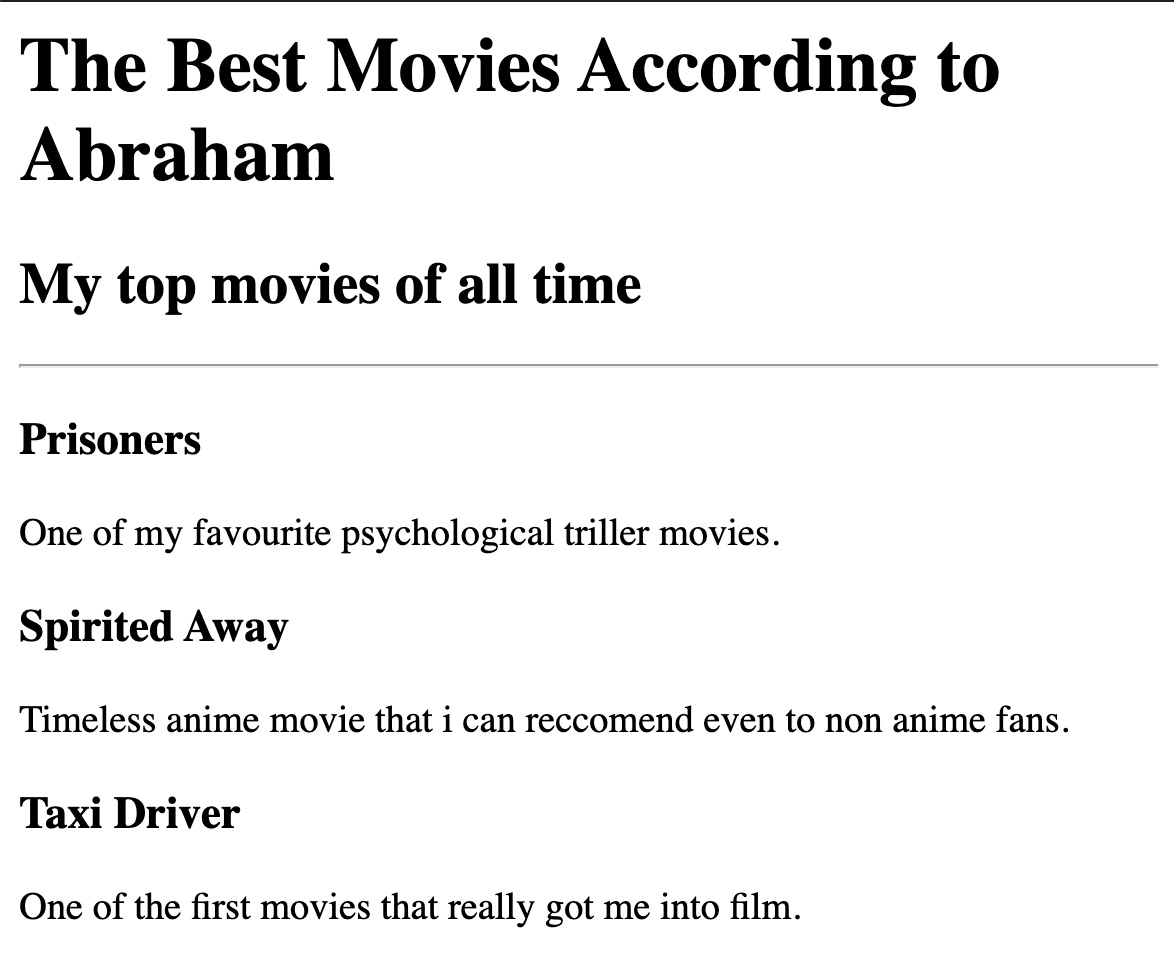 The Best Movies According to
Abraham
My top movies of all time
Prisoners
One of my favourite psychological triller movies.
Spirited Away
Timeless anime movie that i can reccomend even to non anime fans.
Taxi Driver
One of the first movies that really got me into film.